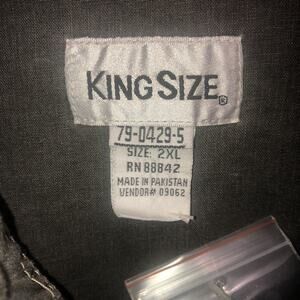 KINGSIZE®
79-0429-5
SIZE: 2XL
RN 88842
MADE IN PAKISTAN
VENDOR# 09062